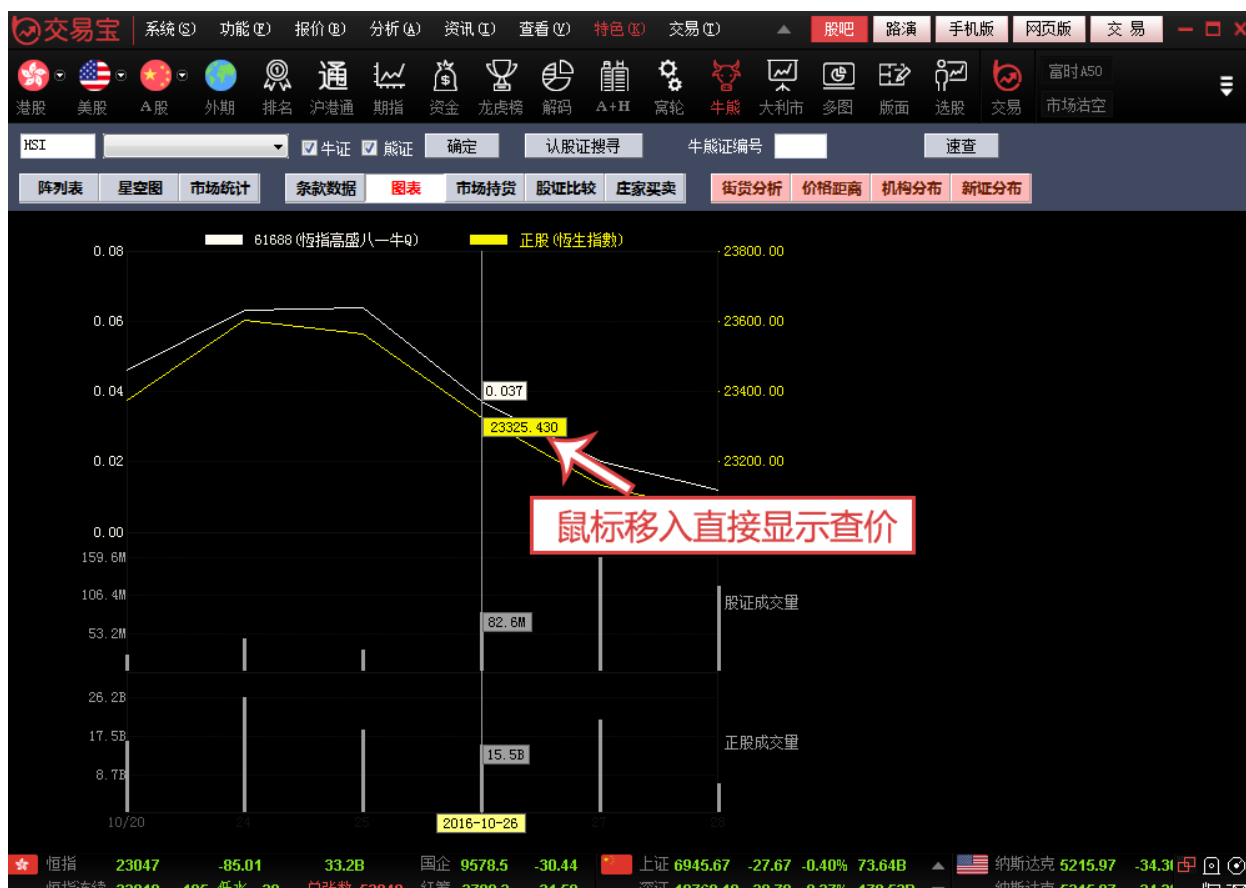 交易宝 系统(S) 功能(F) 报价(B) 分析(A) 资讯(I) 查看(V) 特色(K) 交易(T) 股吧 路演 手机版 网页版 交 易
通 富时A50
港股 美股 A股 外期 排名 沪港通 期指 资金 龙虎榜 解码 A+H 窝轮 牛熊 大利市 多图 版面 选股 交易 市场沽空
HSI 牛证 熊证 确定 认股证搜寻 牛熊证编号 速查
阵列表 星空图 市场统计 条款数据 图表 市场持货 股证比较 庄家买卖 街货分析 价格距离 机构分布 新证分布
61688(恆指高盛八一牛Q) 正股(恆生指數)
0.08 23800.00
0.06 23600.00
0.04 0.037 23400.00
23325.430
0.02 23200.00
鼠标移入直接显示查价
0.00
159.6M
106.4M 股证成交量
82.6M
53.2M
26.2B
17.5B 正股成交量
15.5B
8.7B
10/20 24 25 2016-10-26 27 28
恒指 23047 -85.01 33.2B 国企 9578.5 -30.44 上证 6945.67 -27.67 -0.40% 73.64B 纳斯达克 5215.97